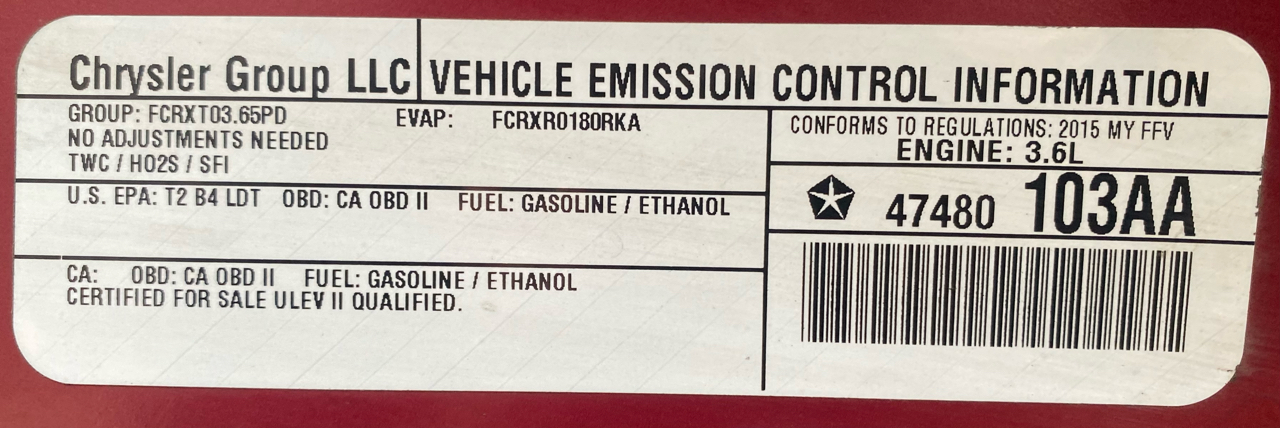 Chrysler Group LLC VEHICLE EMISSION CONTROL INFORMATION
GROUP: FCRXT03.65PD EVAP: FCRXR0180RKA
NO ADJUSTMENTS NEEDED
TWC / HO2S / SFI
U.S. EPA: T2 B4 LDT OBD: CA OBD II FUEL: GASOLINE / ETHANOL
CA: OBD: CA OBD II FUEL: GASOLINE / ETHANOL
CERTIFIED FOR SALE ULEV II QUALIFIED.
CONFORMS TO REGULATIONS: 2015 MY FFV
ENGINE: 3.6L
47480 103AA